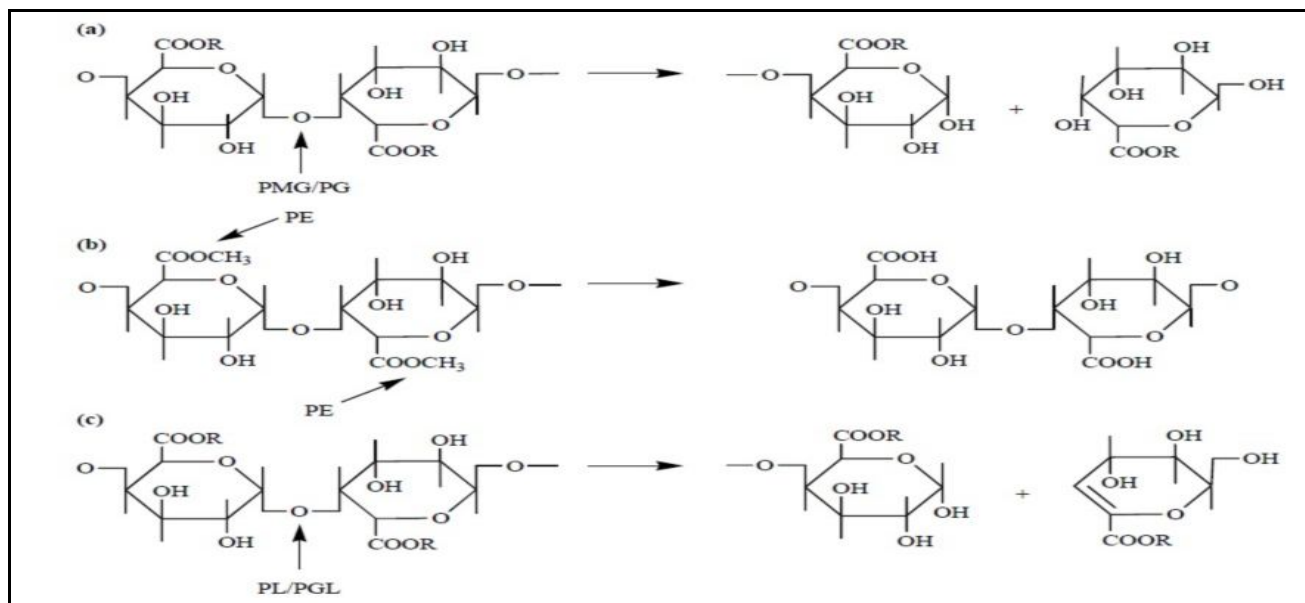 (a)
COOR OH COOR OH
O O O O
OH OH OH OH OH
O + OH
OH O OH OH O
COOR COOR
PMG/PG
PE
(b)
COOCH₃ OH COOH OH
O O O O O
OH OH OH OH
O O
OH O OH O
COOCH₃ COOH
PE
(c)
COOR OH COOR OH
O O O O O OH
OH OH OH OH
O + 
OH O OH OH O
COOR COOR
PL/PGL